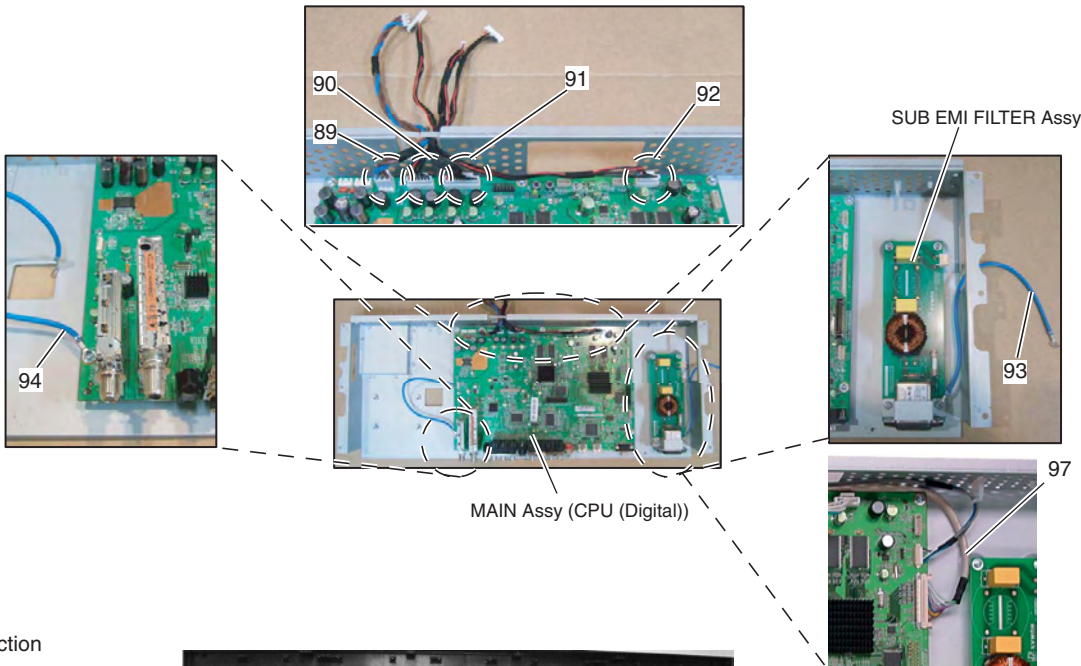 90
91
92
89
SUB EMI FILTER Assy
94
93
MAIN Assy (CPU (Digital))
97
ction